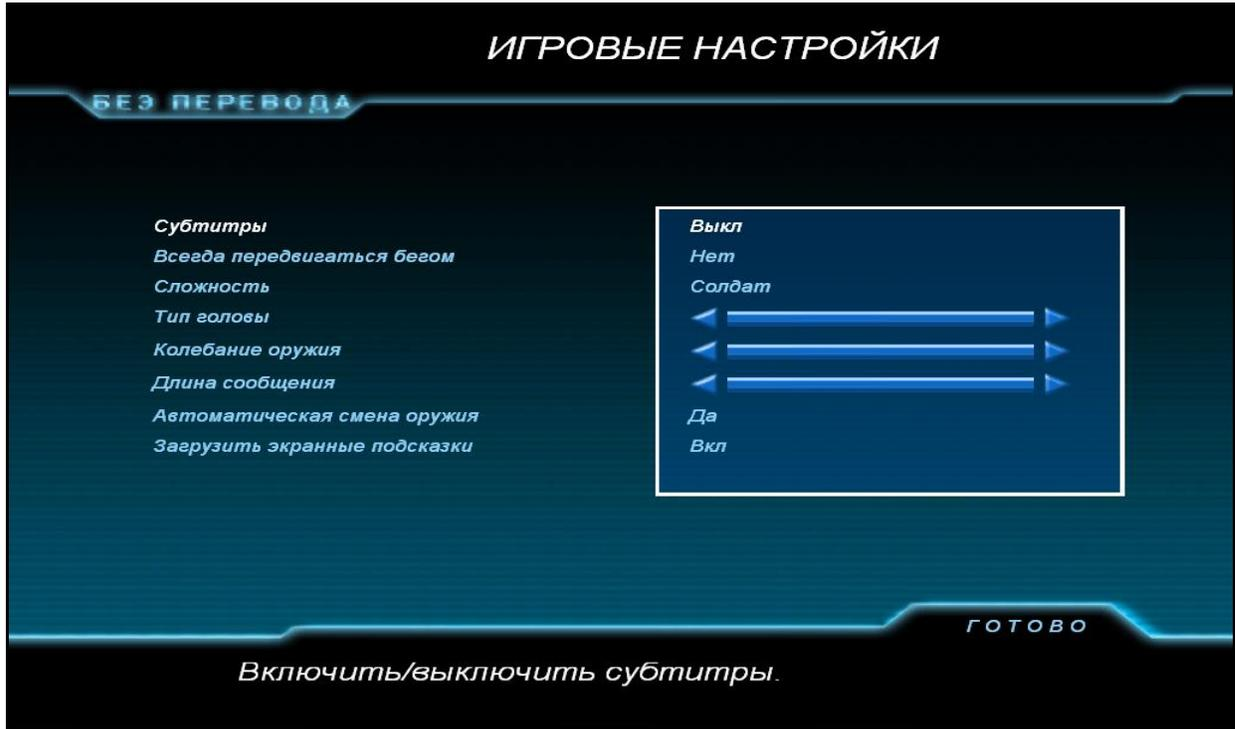 ИГРОВЫЕ НАСТРОЙКИ
БЕЗ ПЕРЕВОДА
Субтитры Выкл
Всегда передвигаться бегом Нет
Сложность Солдат
Тип головы
Колебание оружия
Длина сообщения
Автоматическая смена оружия Да
Загрузить экранные подсказки Вкл
ГОТОВО
Включить/выключить субтитры.